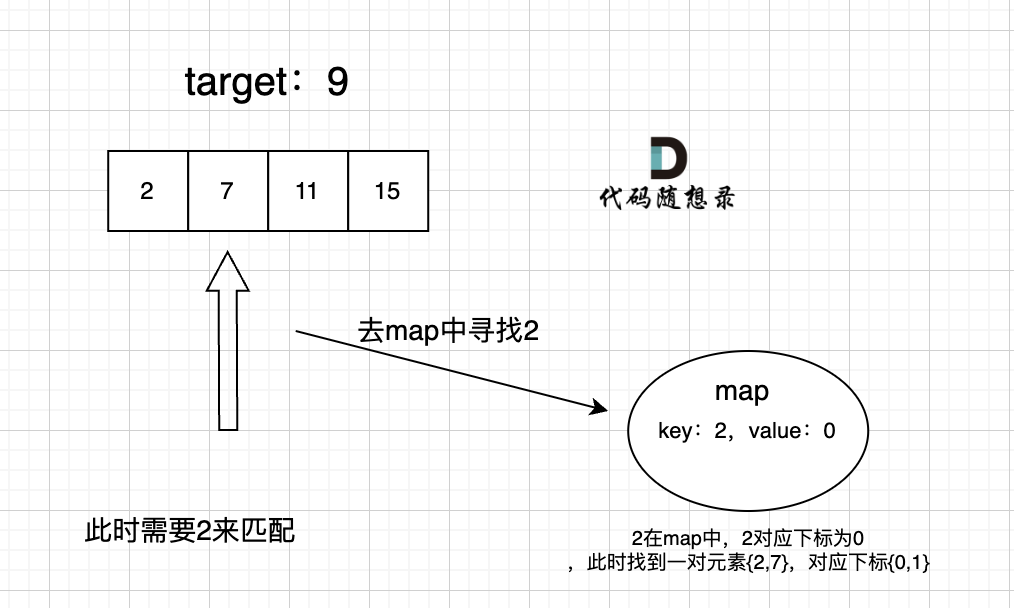 target：9
2 7 11 15
代码随想录
去map中寻找2
map
key：2，value：0
此时需要2来匹配
2在map中，2对应下标为0
，此时找到一对元素{2,7}，对应下标{0,1}